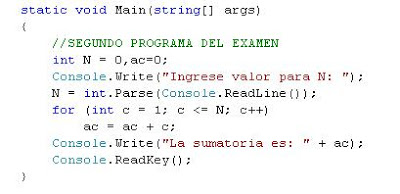 static void Main(string[] args)
{
//SEGUNDO PROGRAMA DEL EXAMEN
int N = 0,ac=0;
Console.Write("Ingrese valor para N: ");
N = int.Parse(Console.ReadLine());
for (int c = 1; c <= N; c++)
ac = ac + c;
Console.Write("La sumatoria es: " + ac);
Console.ReadKey();
}